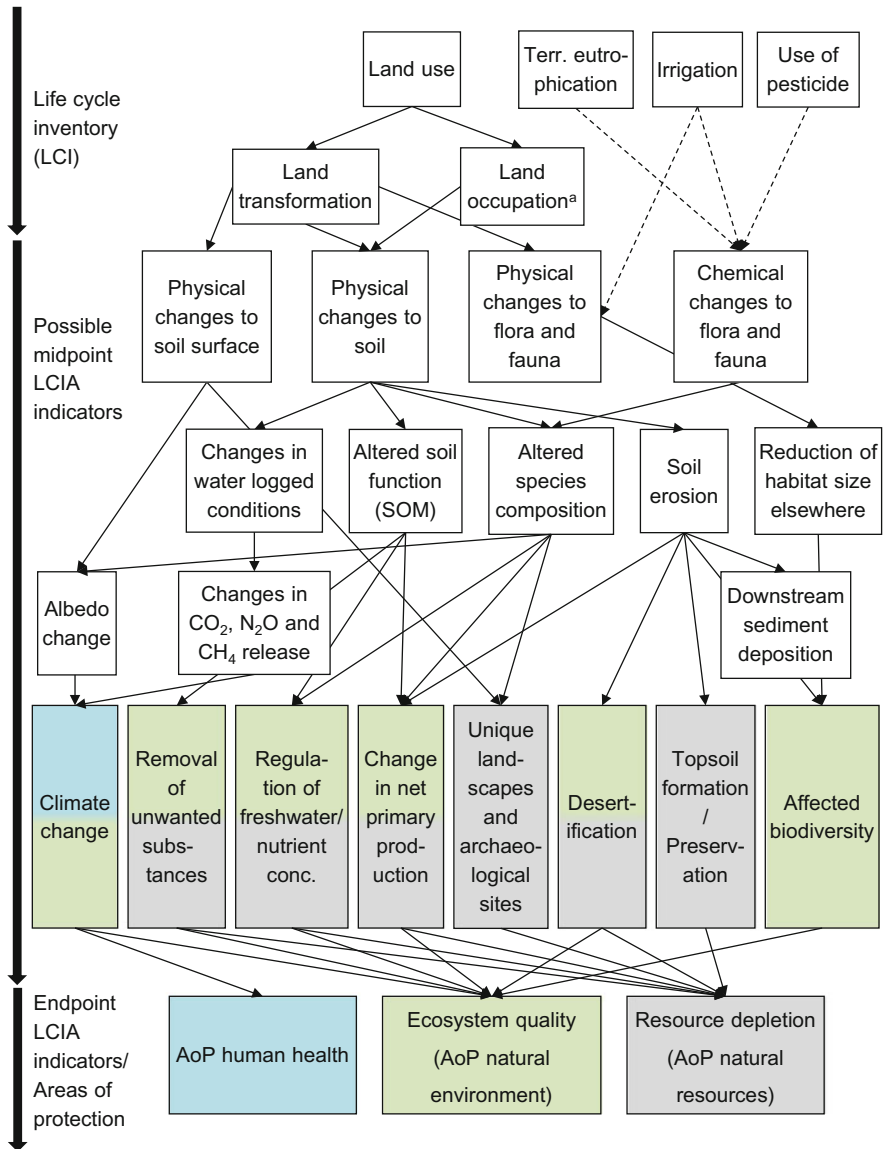 Life cycle
inventory
(LCI)
Land use
Terr. eutro-
phication
Irrigation
Use of
pesticide
Land
transformation
Land
occupationᵃ
Possible
midpoint
LCIA
indicators
Physical
changes to
soil surface
Physical
changes to
soil
Physical
changes to
flora and
fauna
Chemical
changes to
flora and
fauna
Changes in
water logged
conditions
Altered soil
function
(SOM)
Altered
species
composition
Soil
erosion
Reduction of
habitat size
elsewhere
Albedo
change
Changes in
CO₂, N₂O and
CH₄ release
Downstream
sediment
deposition
Climate
change
Removal
of
unwanted
subs-
tances
Regula-
tion of
freshwater/
nutrient
conc.
Change
in net
primary
prod-
uction
Unique
land-
scapes
and
archaeo-
logical
sites
Desert-
ification
Topsoil
formation
/
Preserv-
ation
Affected
biodiversity
Endpoint
LCIA
indicators/
Areas of
protection
AoP human health
Ecosystem quality
(AoP natural
environment)
Resource depletion
(AoP natural
resources)